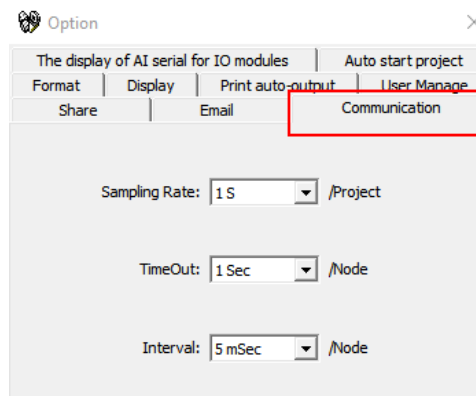 Option
The display of AI serial for IO modules Auto start project
Format Display Print auto-output User Manage
Share Email Communication
Sampling Rate: 1 S /Project
TimeOut: 1 Sec /Node
Interval: 5 mSec /Node